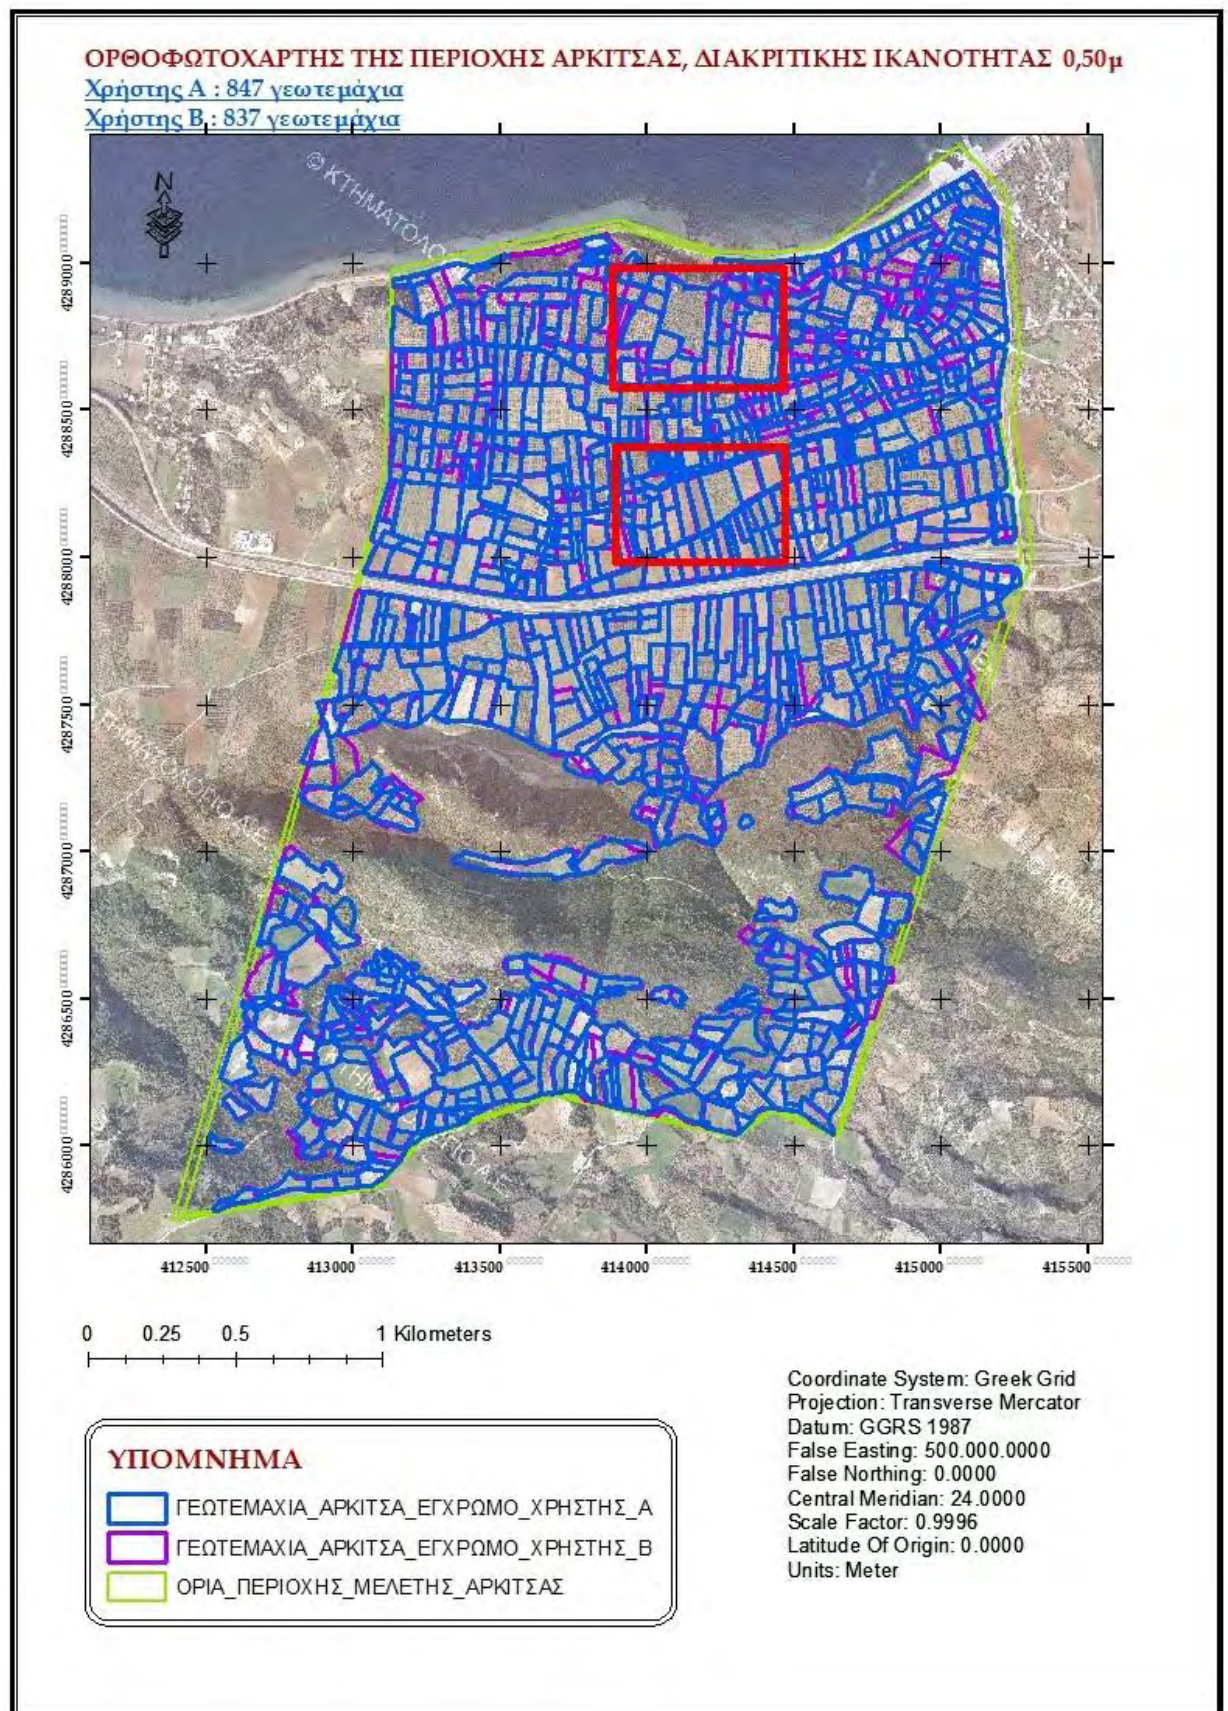 ΟΡΘΟΦΩΤΟΧΑΡΤΗΣ ΤΗΣ ΠΕΡΙΟΧΗΣ ΑΡΚΙΤΣΑΣ, ΔΙΑΚΡΙΤΙΚΗΣ ΙΚΑΝΟΤΗΤΑΣ 0,50μ
Χρήστης Α : 847 γεωτεμάχια
Χρήστης Β : 837 γεωτεμάχια
N
© ΚΤΗΜΑΤΟΛΟ
4289000
4288500
4288000
4287500
4287000
4286500
4286000
412500 413000 413500 414000 414500 415000 415500
0 0.25 0.5 1 Kilometers
Coordinate System: Greek Grid
Projection: Transverse Mercator
Datum: GGRS 1987
False Easting: 500.000.0000
False Northing: 0.0000
Central Meridian: 24.0000
Scale Factor: 0.9996
Latitude Of Origin: 0.0000
Units: Meter
ΥΠΟΜΝΗΜΑ
ΓΕΩΤΕΜΑΧΙΑ_ΑΡΚΙΤΣΑ_ΕΓΧΡΩΜΟ_ΧΡΗΣΤΗΣ_Α
ΓΕΩΤΕΜΑΧΙΑ_ΑΡΚΙΤΣΑ_ΕΓΧΡΩΜΟ_ΧΡΗΣΤΗΣ_Β
ΟΡΙΑ_ΠΕΡΙΟΧΗΣ_ΜΕΛΕΤΗΣ_ΑΡΚΙΤΣΑΣ